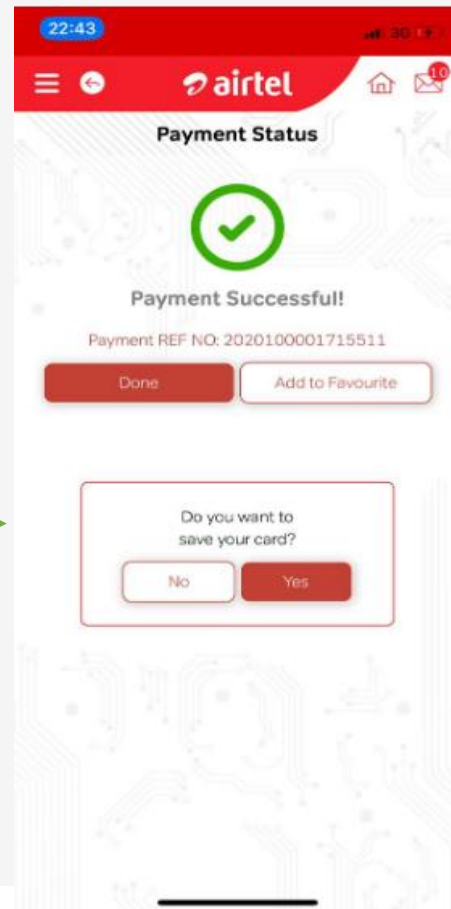 22:43
airtel
10
Payment Status
Payment Successful!
Payment REF NO: 2020100001715511
Done
Add to Favourite
Do you want to
save your card?
No
Yes